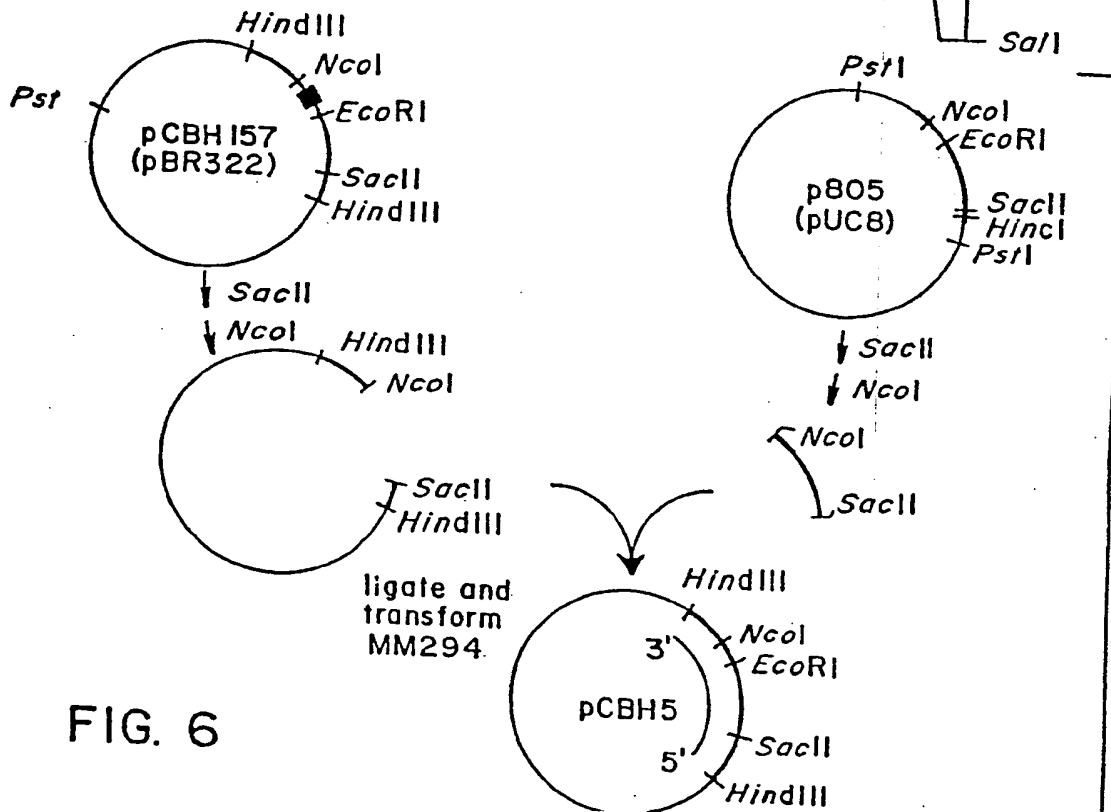 SalI
HindIII
NcoI
Pst
EcoRI
pCBH157
(pBR322)
SacII
HindIII
PstI
NcoI
EcoRI
p805
(pUC8)
SacII
HincI
PstI
SacII
NcoI
HindIII
NcoI
SacII
HindIII
SacII
NcoI
NcoI
SacII
ligate and
transform
MM294.
HindIII
NcoI
EcoRI
3'
pCBH5
5'
SacII
HindIII
FIG. 6